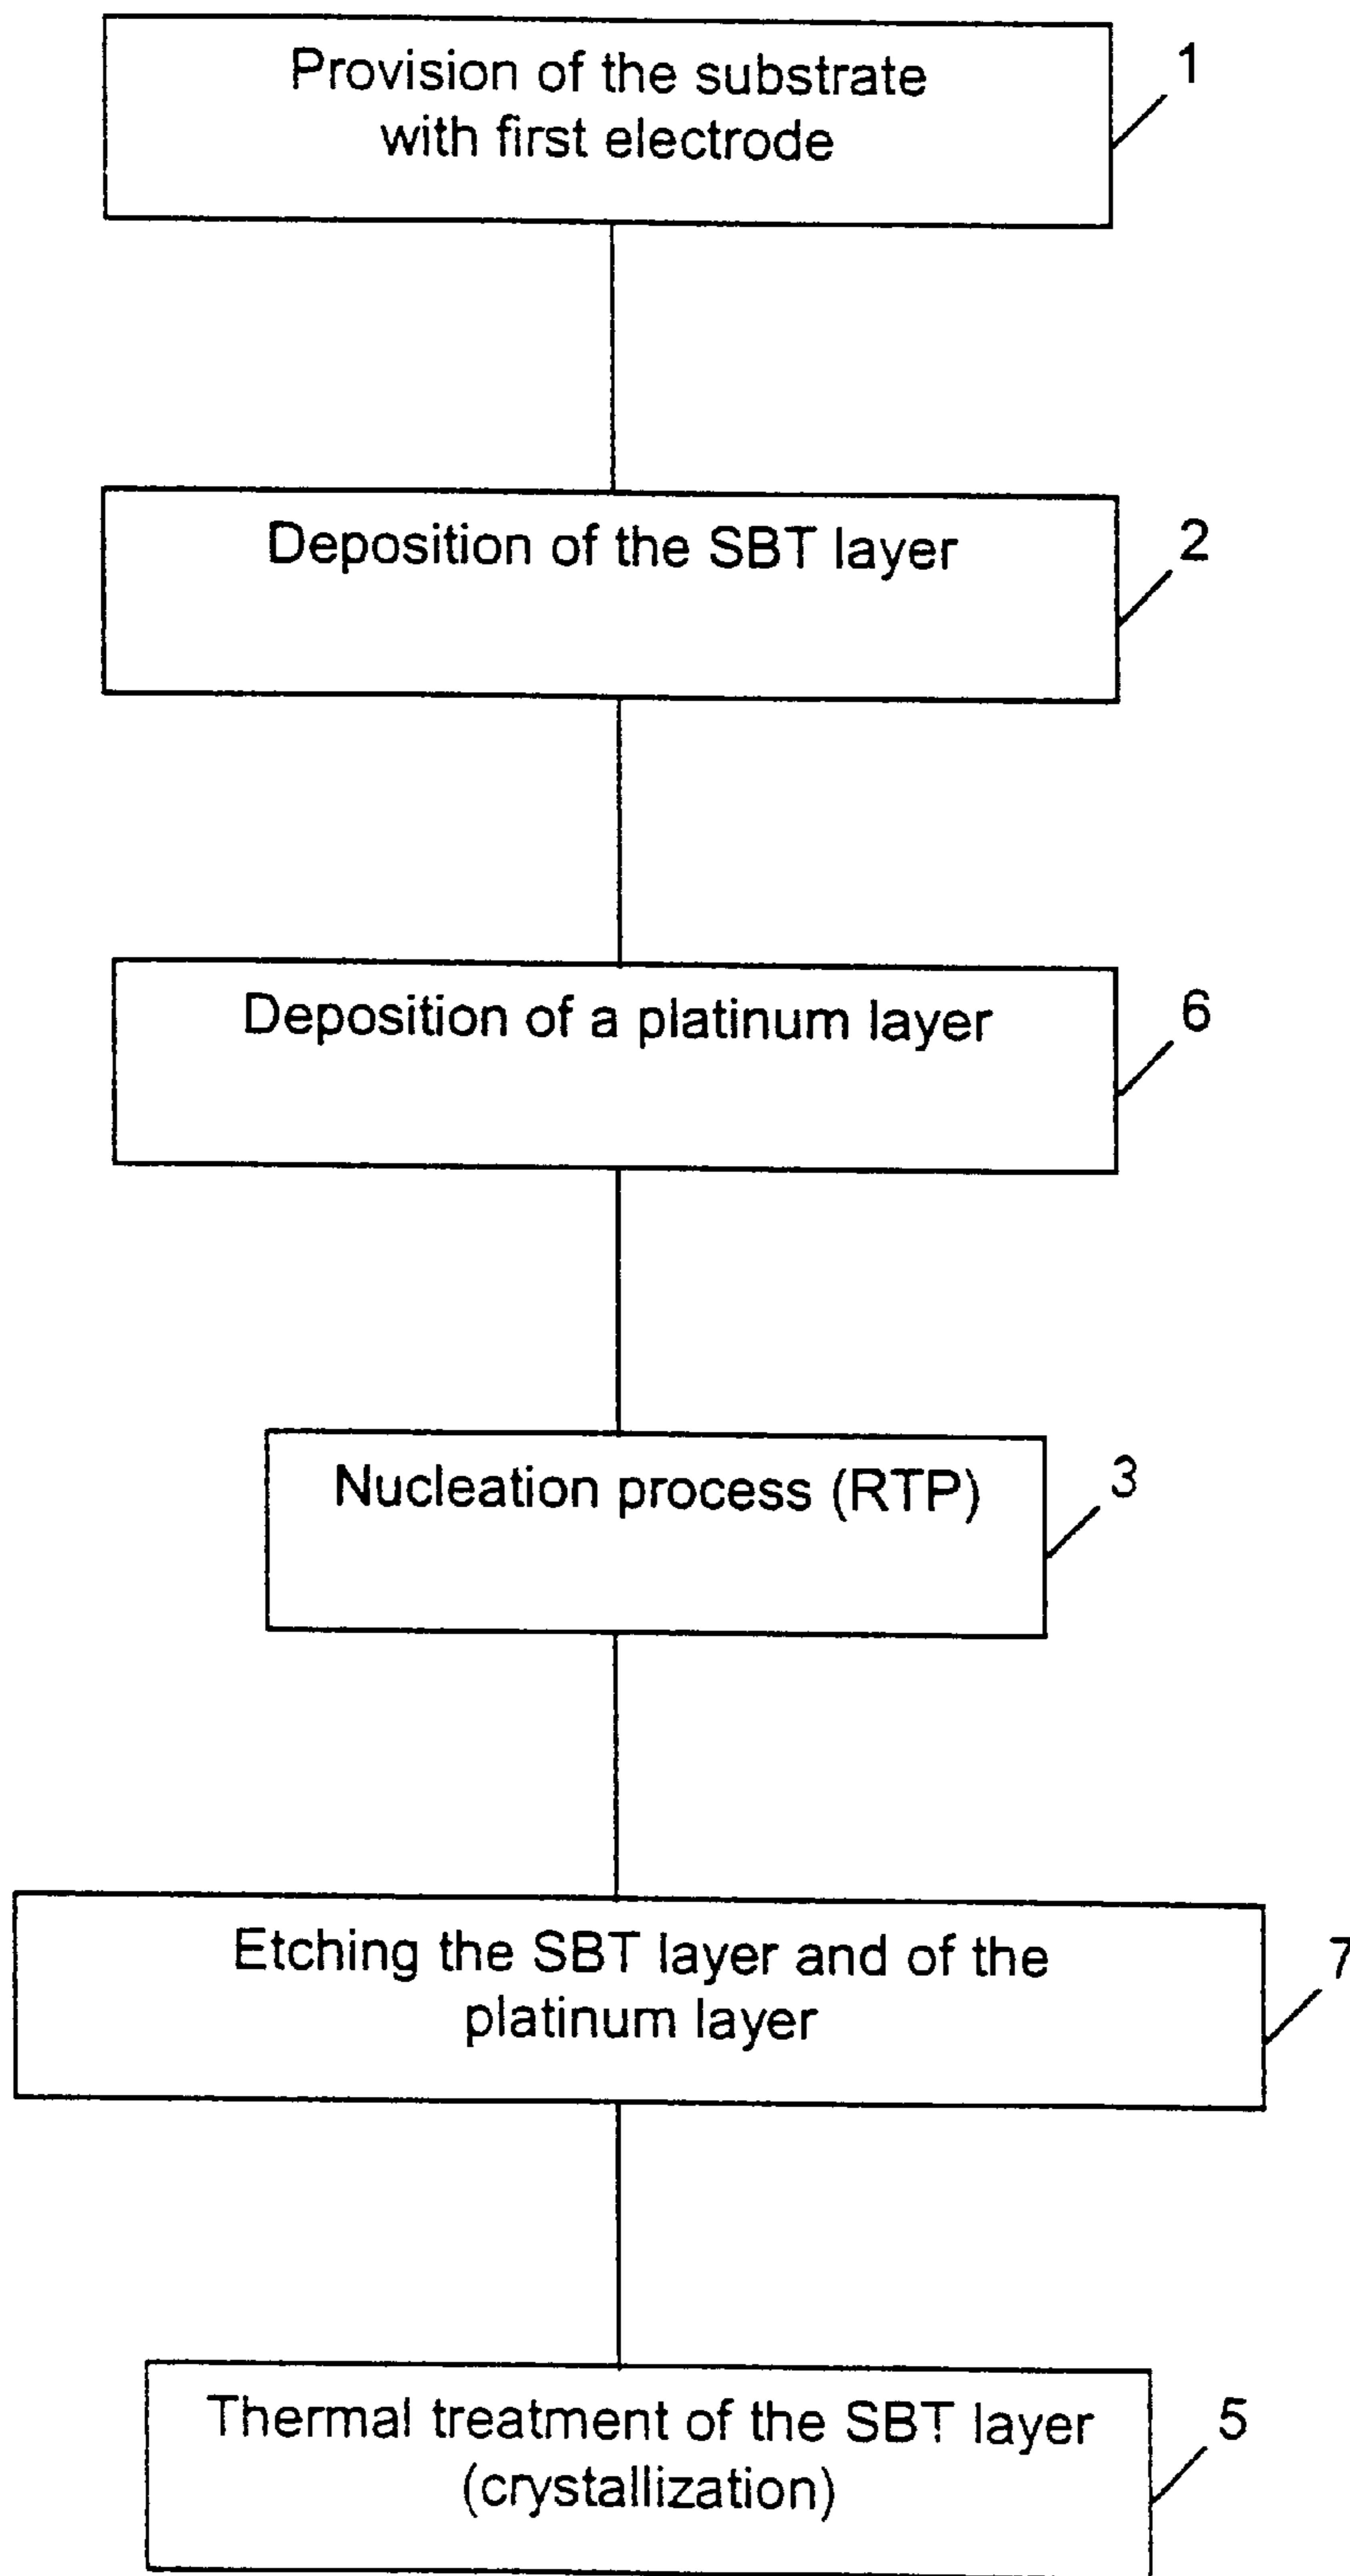 Provision of the substrate
with first electrode
1
Deposition of the SBT layer
2
Deposition of a platinum layer
6
Nucleation process (RTP)
3
Etching the SBT layer and of the
platinum layer
7
Thermal treatment of the SBT layer
(crystallization)
5